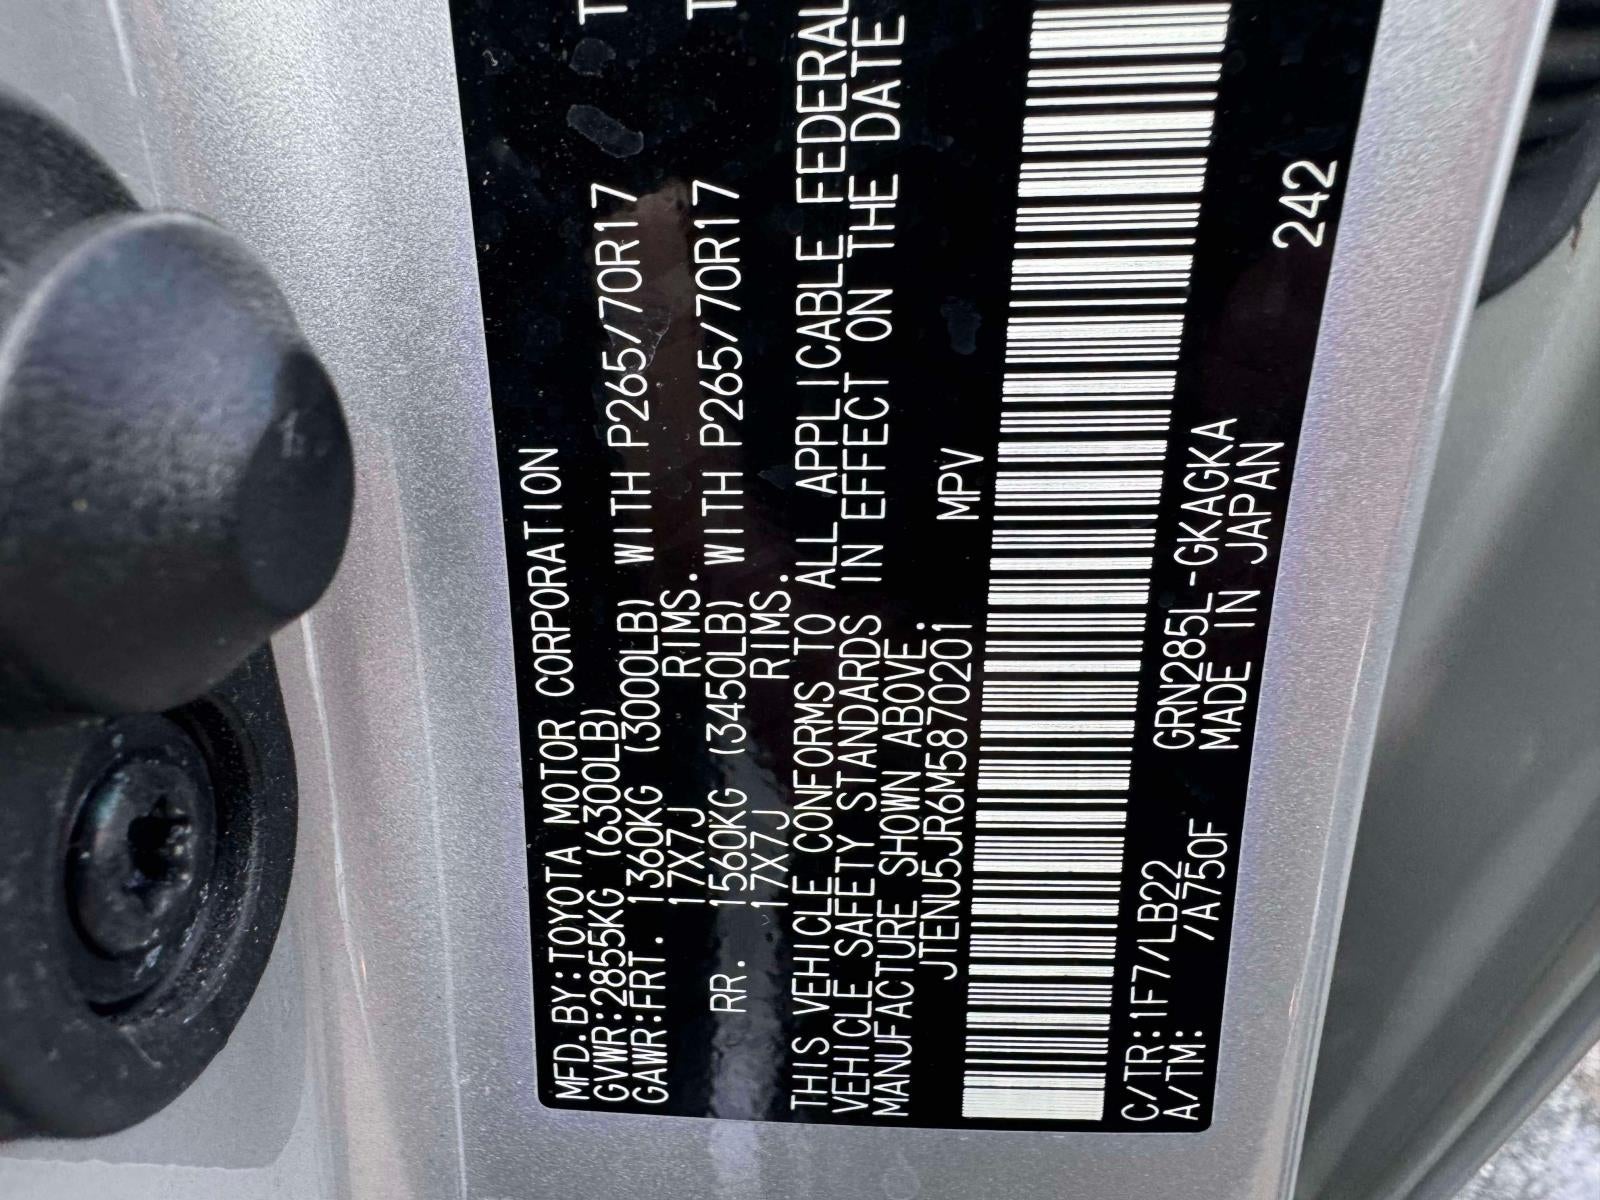 MFD.BY:TOYOTA MOTOR CORPORATION
GVWR:2855KG (6300LB)
GAWR:FRT. 1360KG (3000LB) WITH P265/70R17 T
17X7J RIMS.
RR. 1560KG (3450LB) WITH P265/70R17 T
17X7J RIMS.
THIS VEHICLE CONFORMS TO ALL APPLICABLE FEDERAL
VEHICLE SAFETY STANDARDS IN EFFECT ON THE DATE
MANUFACTURE SHOWN ABOVE.
JTENU5JR6M5870201 MPV
C/TR:1F7/LB22 GRN285L-GKAGKA
A/TM: /A750F MADE IN JAPAN 242